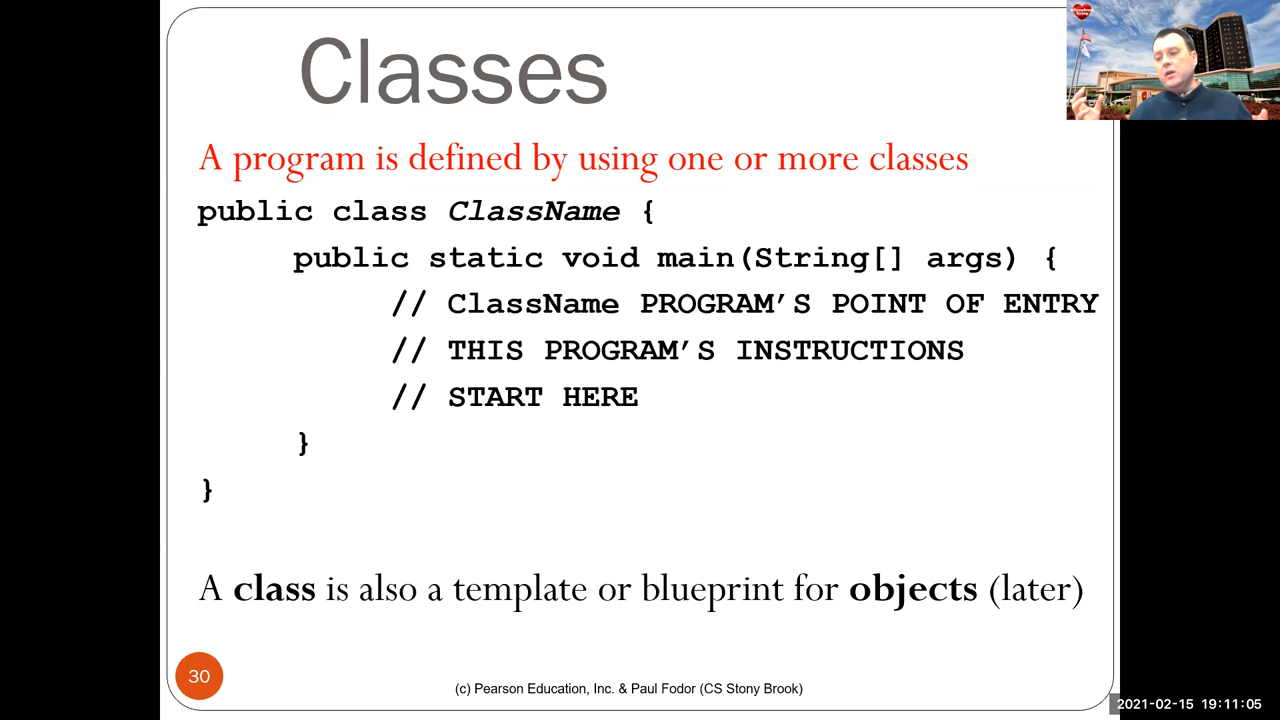 Classes
A program is defined by using one or more classes
public class ClassName {
public static void main(String[] args) {
// ClassName PROGRAM’S POINT OF ENTRY
// THIS PROGRAM’S INSTRUCTIONS
// START HERE
}
}
A class is also a template or blueprint for objects (later)
30
(c) Pearson Education, Inc. & Paul Fodor (CS Stony Brook)
2021-02-15 19:11:05